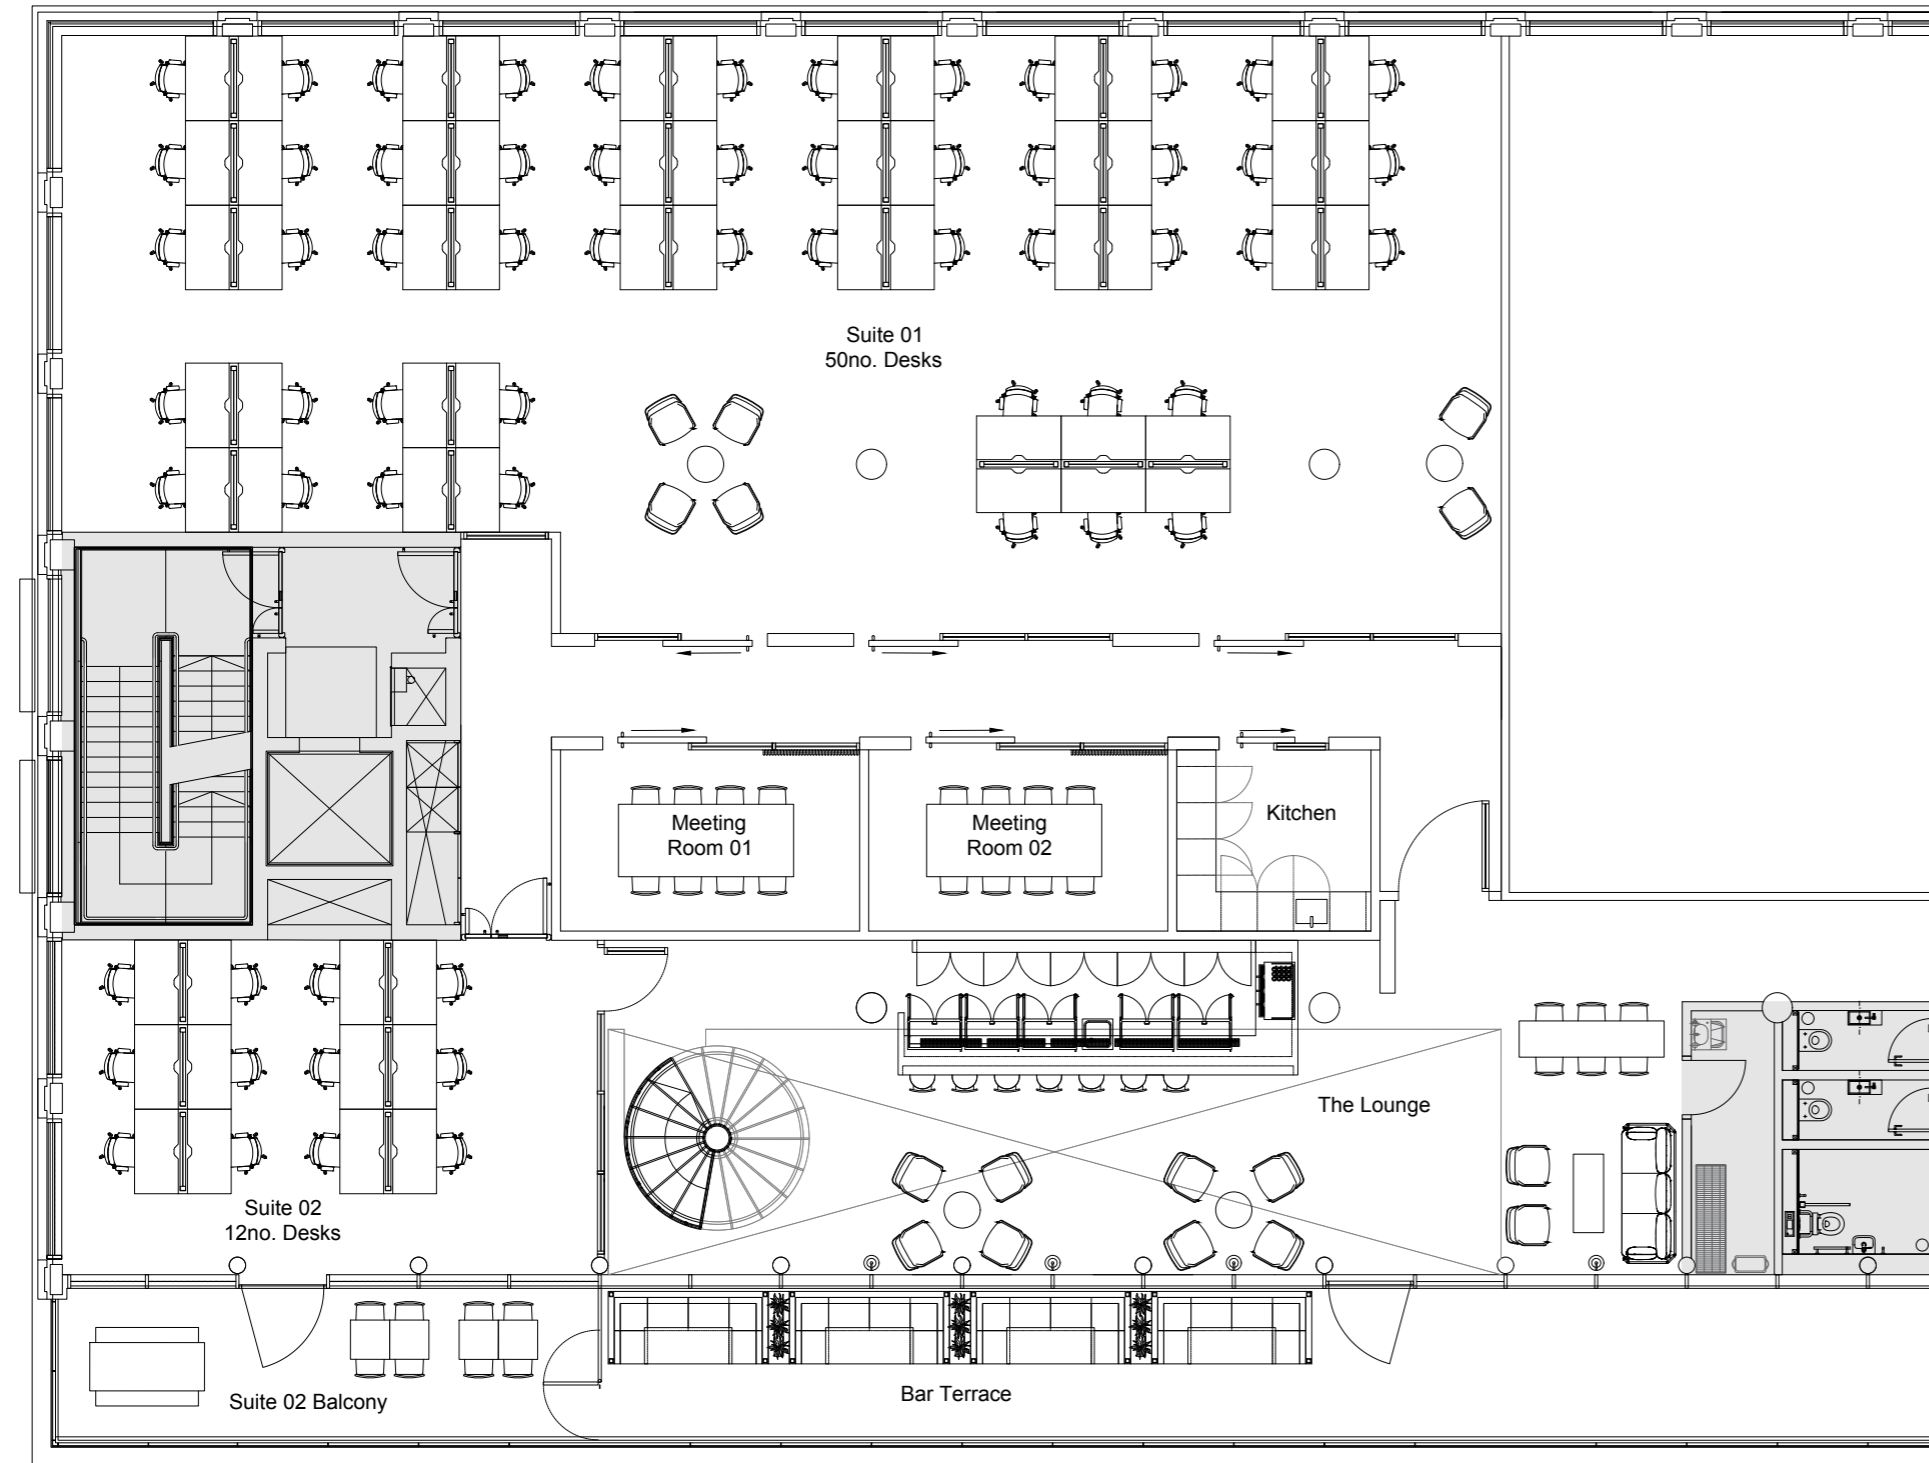 Suite 01
50no. Desks
Meeting
Room 01
Meeting
Room 02
Kitchen
The Lounge
Suite 02
12no. Desks
Suite 02 Balcony
Bar Terrace